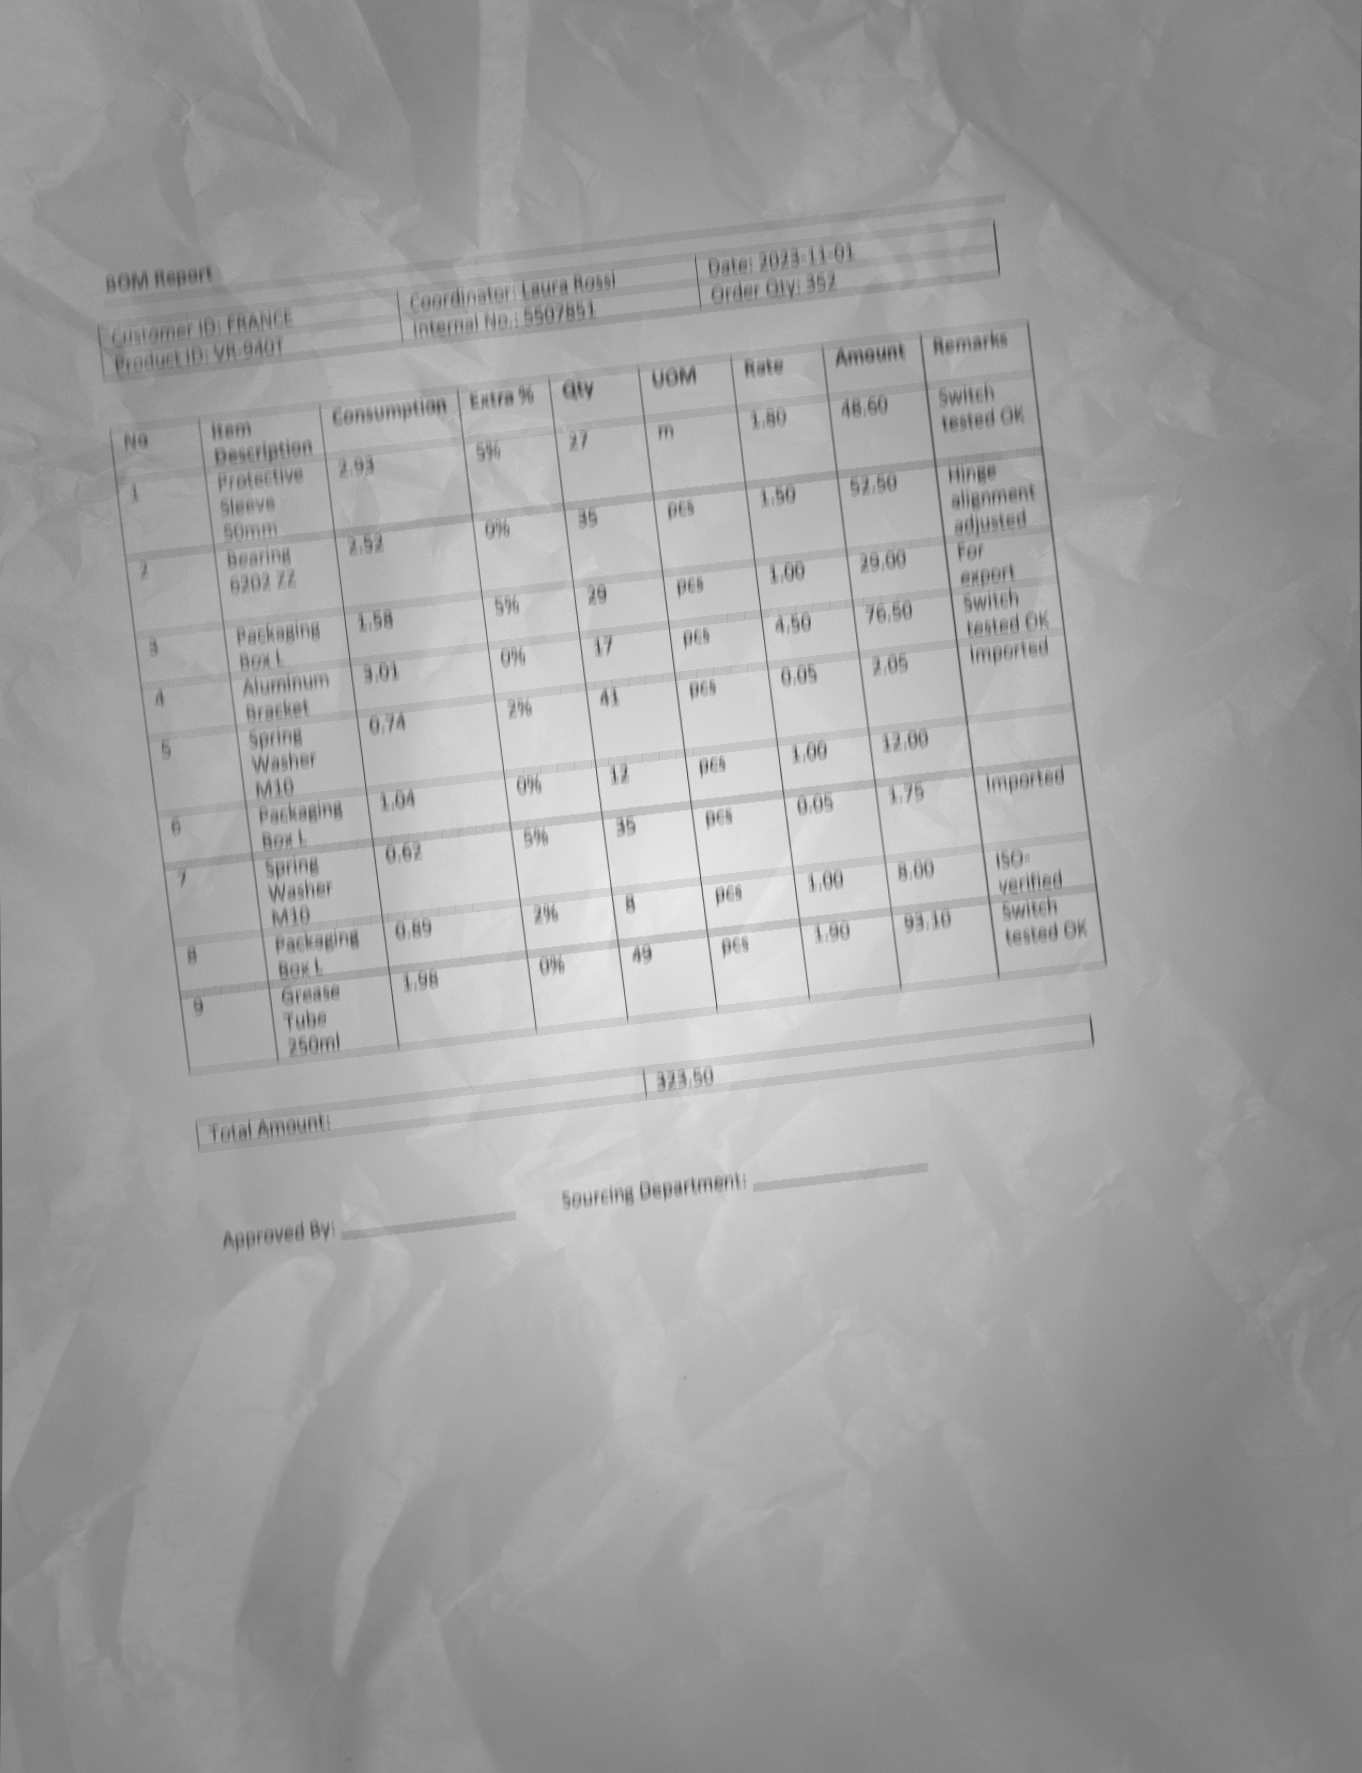 BOM Report
Customer ID: FRANCE
Product ID: VR-9401
Coordinator: Laura Rossi
Internal No.: 5507851
Date: 2023-11-01
Order Qty: 352
No Item Description Consumption Extra % Qty UOM Rate Amount Remarks
1 Protective Sleeve 50mm 2.93 5% 27 m 1.80 48.60 Switch tested OK
2 Bearing 6202 ZZ 2.52 0% 35 pcs 1.50 52.50 Hinge alignment adjusted
3 Packaging Box L 1.58 5% 29 pcs 1.00 29.00 For export
4 Aluminum Bracket 3.01 0% 17 pcs 4.50 76.50 Switch tested OK
5 Spring Washer M10 0.74 2% 41 pcs 0.05 2.05 Imported
6 Packaging Box L 1.04 0% 12 pcs 1.00 12.00
7 Spring Washer M10 0.62 5% 35 pcs 0.05 1.75 Imported
8 Packaging Box L 0.89 2% 8 pcs 1.00 8.00 ISO-verified
9 Grease Tube 250ml 1.98 0% 49 pcs 1.90 93.10 Switch tested OK
Total Amount: 323.50
Approved By:
Sourcing Department: